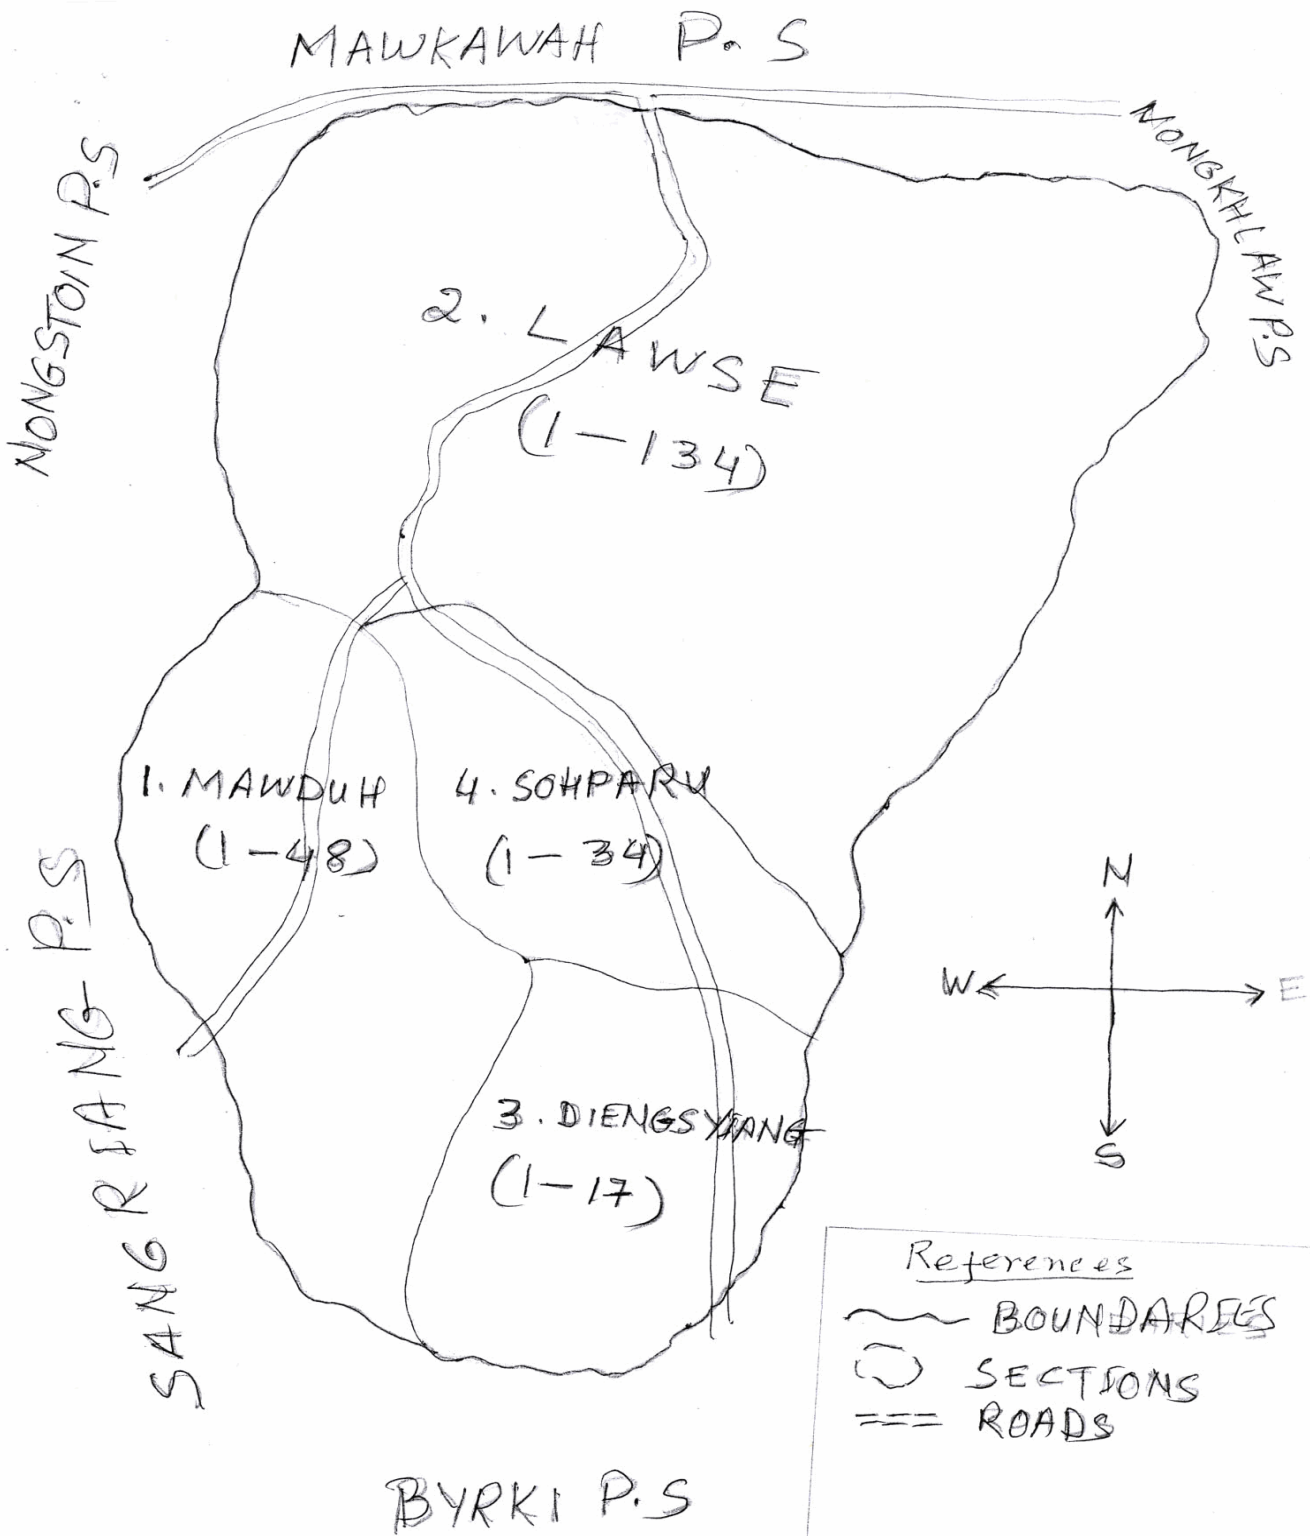 MAWKAWAH P.S
NONGSTOIN P.S
NONGKHLAW P.S
2. LAWSE
(1-134)
1. MAWDUH
(1-48)
4. SOHPARU
(1-34)
N
W
E
S
SANGRIANG P.S
3. DIENGSYIANG
(1-17)
References
BOUNDAREES
SECTIONS
ROADS
BYRKI P.S